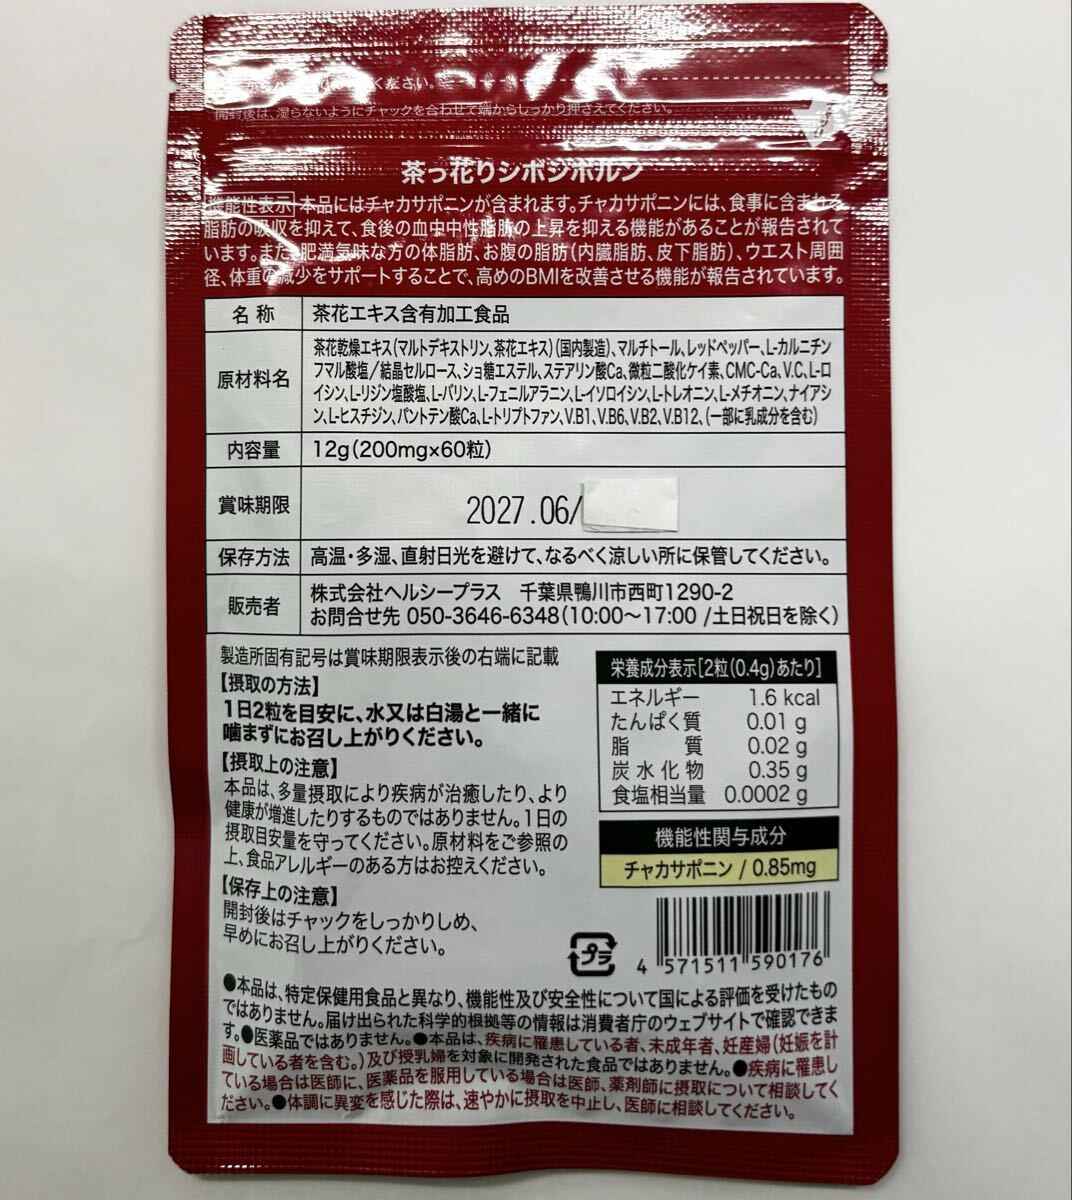 ください。
開封後は、湿らないようにチャックを合わせて端からしっかり押さえてください。
茶っ花りシボジボルン
機能性表示 本品にはチャカサポニンが含まれます。チャカサポニンには、食事に含まれる
脂肪の吸収を抑えて、食後の血中中性脂肪の上昇を抑える機能があることが報告されて
います。また、肥満気味な方の体脂肪、お腹の脂肪(内臓脂肪、皮下脂肪)、ウエスト周囲
径、体重の減少をサポートすることで、高めのBMIを改善させる機能が報告されています。
名称 茶花エキス含有加工食品
原材料名 茶花乾燥エキス(マルトデキストリン、茶花エキス)(国内製造)、マルチトール、レッドペッパー、L-カルニチン
フマル酸塩/結晶セルロース、ショ糖エステル、ステアリン酸Ca、微粒二酸化ケイ素、CMC-Ca、V.C、L-ロ
イシン、L-リジン塩酸塩、L-バリン、L-フェニルアラニン、L-イソロイシン、L-トレオニン、L-メチオニン、ナイアシ
ン、L-ヒスチジン、パントテン酸Ca、L-トリプトファン、V.B1、V.B6、V.B2、V.B12、(一部に乳成分を含む)
内容量 12g(200mg×60粒)
賞味期限 2027.06/
保存方法 高温・多湿、直射日光を避けて、なるべく涼しい所に保管してください。
販売者 株式会社ヘルシープラス 千葉県鴨川市西町1290-2
お問合せ先 050-3646-6348(10:00〜17:00 /土日祝日を除く)
製造所固有記号は賞味期限表示後の右端に記載
【摂取の方法】
1日2粒を目安に、水又は白湯と一緒に
噛まずにお召し上がりください。
【摂取上の注意】
本品は、多量摂取により疾病が治癒したり、より
健康が増進したりするものではありません。1日の
摂取目安量を守ってください。原材料をご参照の
上、食品アレルギーのある方はお控えください。
【保存上の注意】
開封後はチャックをしっかりしめ、
早めにお召し上がりください。
栄養成分表示[2粒(0.4g)あたり]
エネルギー 1.6 kcal
たんぱく質 0.01 g
脂質 0.02 g
炭水化物 0.35 g
食塩相当量 0.0002 g
機能性関与成分
チャカサポニン / 0.85mg
プラ
4 571511 590176
●本品は、特定保健用食品と異なり、機能性及び安全性について国による評価を受けたもの
ではありません。届け出られた科学的根拠等の情報は消費者庁のウェブサイトで確認できま
す。●医薬品ではありません。●本品は、疾病に罹患している者、未成年者、妊産婦(妊娠を計
画している者を含む。)及び授乳婦を対象に開発された食品ではありません。●疾病に罹患し
ている場合は医師に、医薬品を服用している場合は医師、薬剤師に摂取について相談してく
ださい。●体調に異変を感じた際は、速やかに摂取を中止し、医師に相談してください。